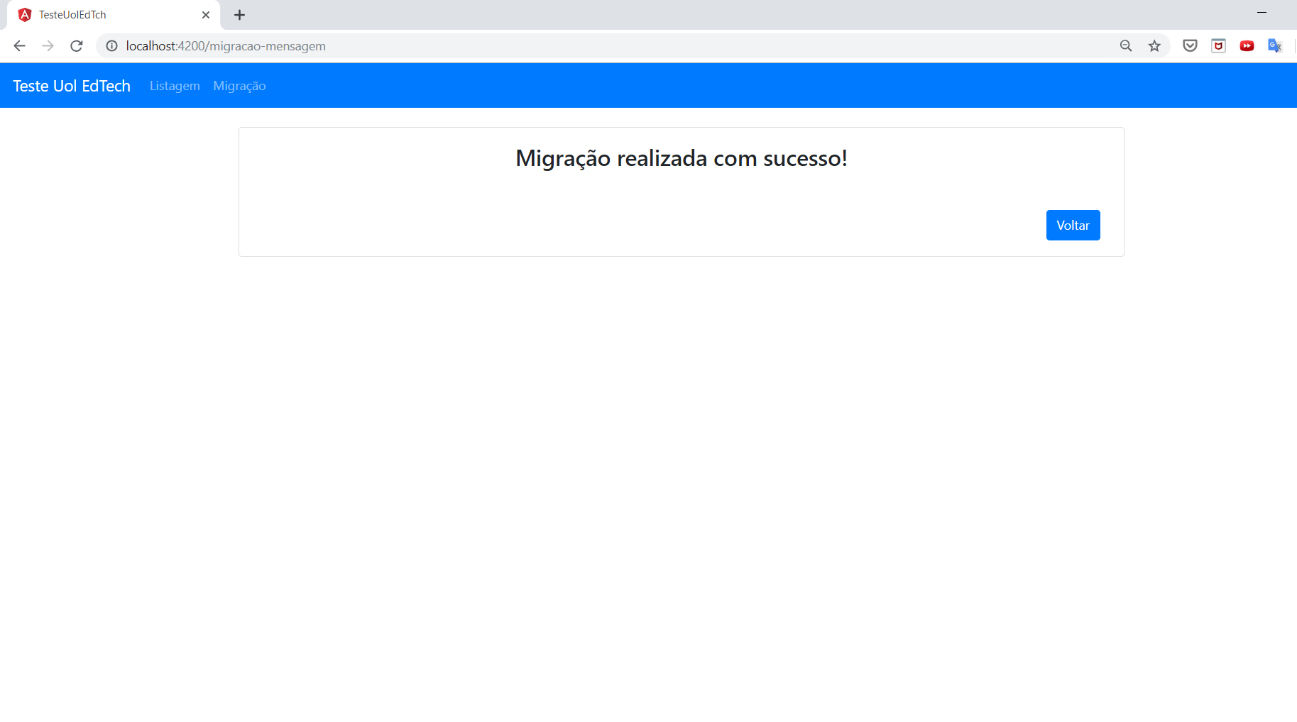 TesteUolEdTch
localhost:4200/migracao-mensagem
Teste Uol EdTech Listagem Migração
Migração realizada com sucesso!
Voltar